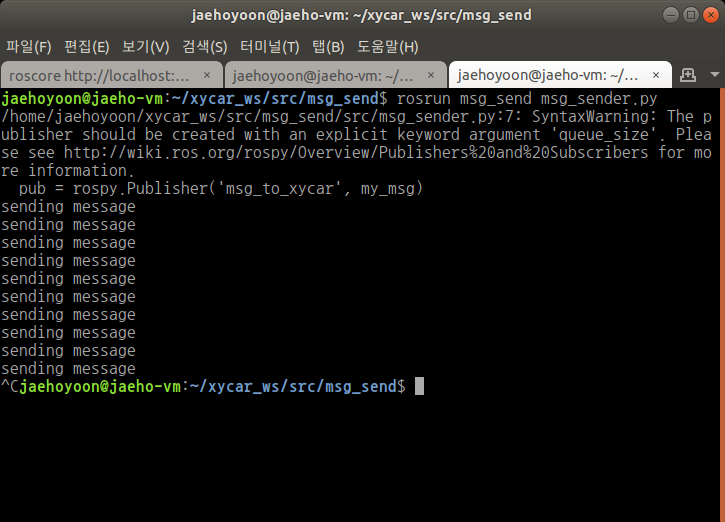 jaehoyoon@jaeho-vm: ~/xycar_ws/src/msg_send
파일(F) 편집(E) 보기(V) 검색(S) 터미널(T) 탭(B) 도움말(H)
roscore http://localhost:... × jaehoyoon@jaeho-vm: ~/... × jaehoyoon@jaeho-vm: ~/... ×
jaehoyoon@jaeho-vm:~/xycar_ws/src/msg_send$ rosrun msg_send msg_sender.py
/home/jaehoyoon/xycar_ws/src/msg_send/src/msg_sender.py:7: SyntaxWarning: The p
ublisher should be created with an explicit keyword argument 'queue_size'. Plea
se see http://wiki.ros.org/rospy/Overview/Publishers%20and%20Subscribers for mo
re information.
  pub = rospy.Publisher('msg_to_xycar', my_msg)
sending message
sending message
sending message
sending message
sending message
sending message
sending message
sending message
sending message
sending message
^Cjaehoyoon@jaeho-vm:~/xycar_ws/src/msg_send$